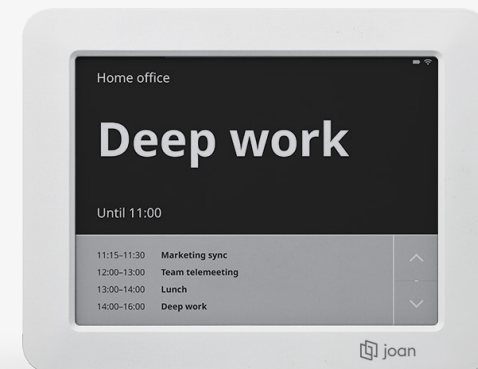 Home office
Deep work
Until 11:00
11:15–11:30 Marketing sync
12:00–13:00 Team telemeeting
13:00–14:00 Lunch
14:00–16:00 Deep work
joan